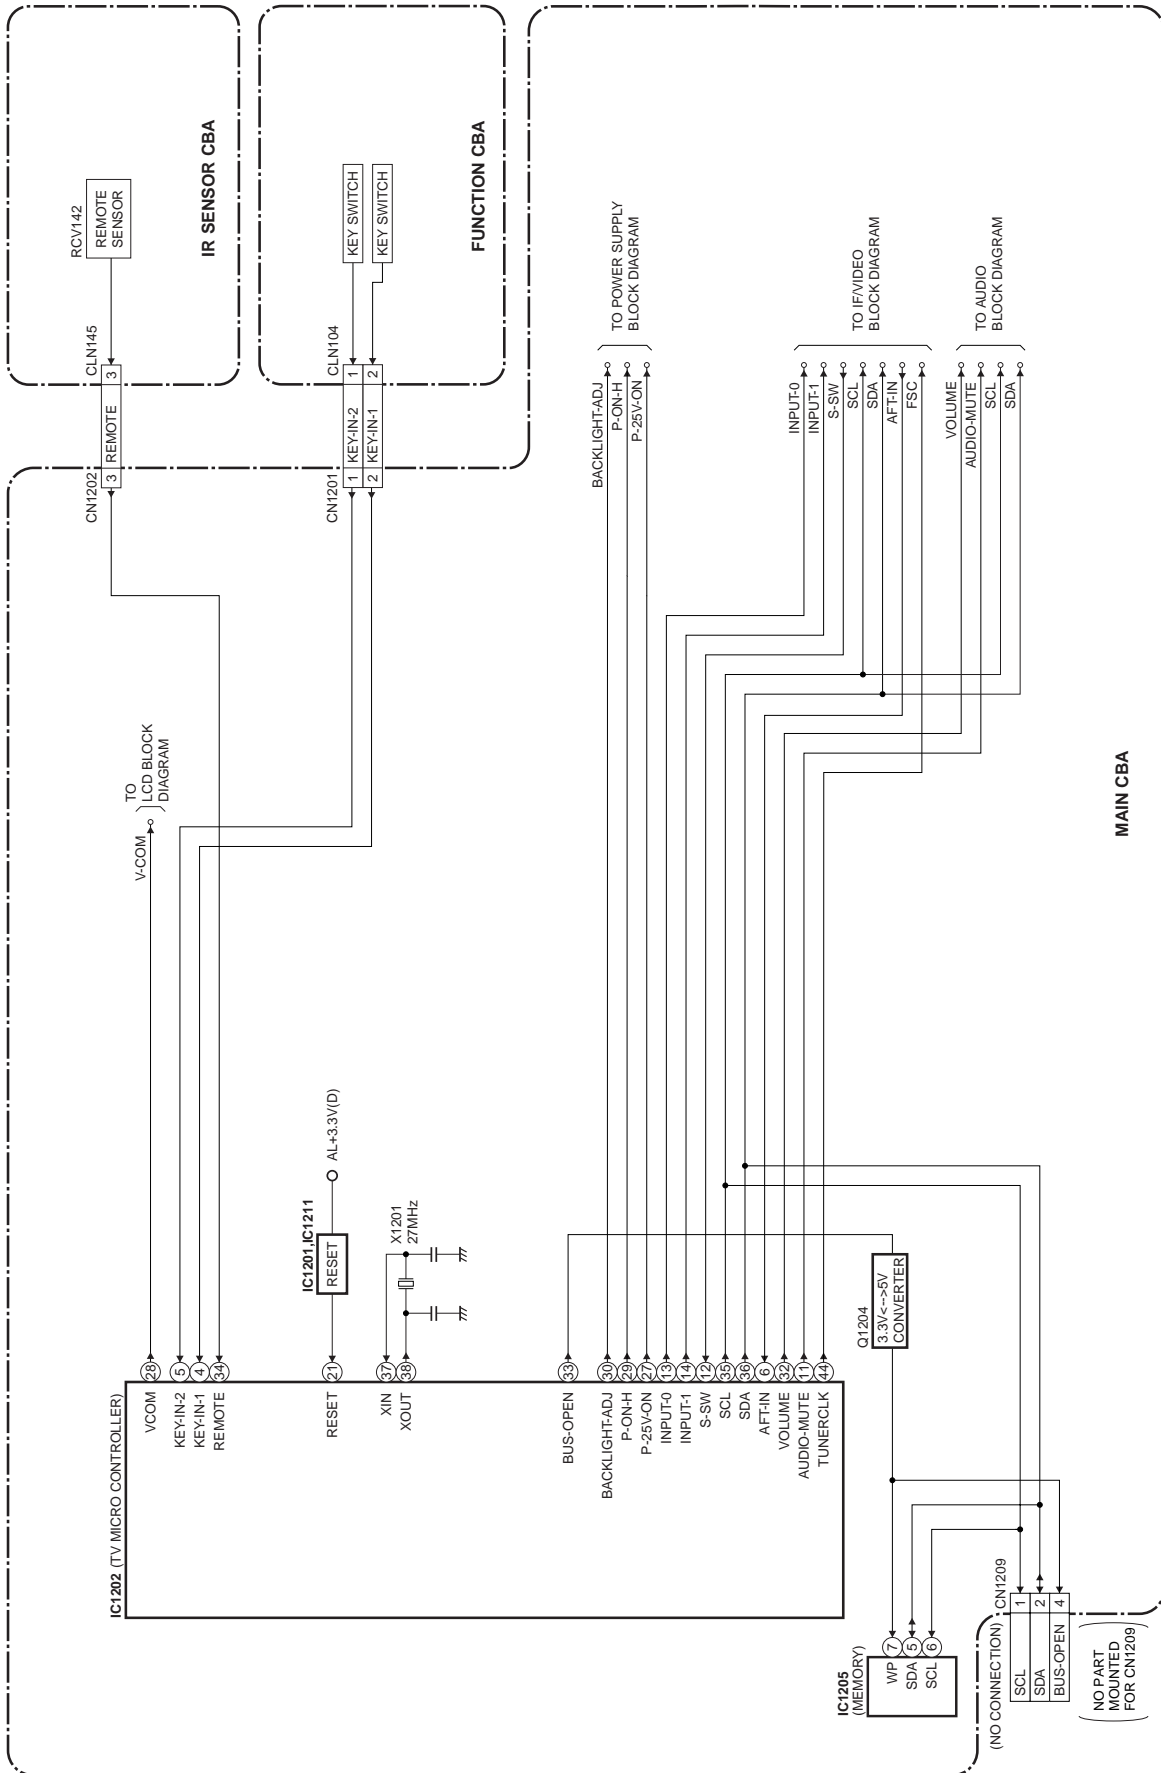 IR SENSOR CBA
RCV142
REMOTE
SENSOR
CLN145
3
REMOTE
CN1202
3
FUNCTION CBA
KEY SWITCH
KEY SWITCH
CLN104
1
2
KEY-IN-2
KEY-IN-1
CN1201
1
2
MAIN CBA
TO
LCD BLOCK
DIAGRAM
V-COM
IC1202 (TV MICRO CONTROLLER)
28 VCOM
5 KEY-IN-2
4 KEY-IN-1
34 REMOTE
21 RESET
37 XIN
38 XOUT
33 BUS-OPEN
30 BACKLIGHT-ADJ
29 P-ON-H
27 P-25V-ON
13 INPUT-0
14 INPUT-1
12 S-SW
35 SCL
36 SDA
6 AFT-IN
32 VOLUME
11 AUDIO-MUTE
44 TUNERCLK
IC1201,IC1211
RESET
AL+3.3V(D)
X1201
27MHz
BACKLIGHT-ADJ
P-ON-H
P-25V-ON
TO POWER SUPPLY
BLOCK DIAGRAM
INPUT-0
INPUT-1
S-SW
SCL
SDA
AFT-IN
FSC
TO IF/VIDEO
BLOCK DIAGRAM
VOLUME
AUDIO-MUTE
SCL
SDA
TO AUDIO
BLOCK DIAGRAM
Q1204
3.3V<-->5V
CONVERTER
IC1205
(MEMORY)
7 WP
5 SDA
6 SCL
CN1209
(NO CONNECTION)
1 SCL
2 SDA
4 BUS-OPEN
NO PART
MOUNTED
FOR CN1209